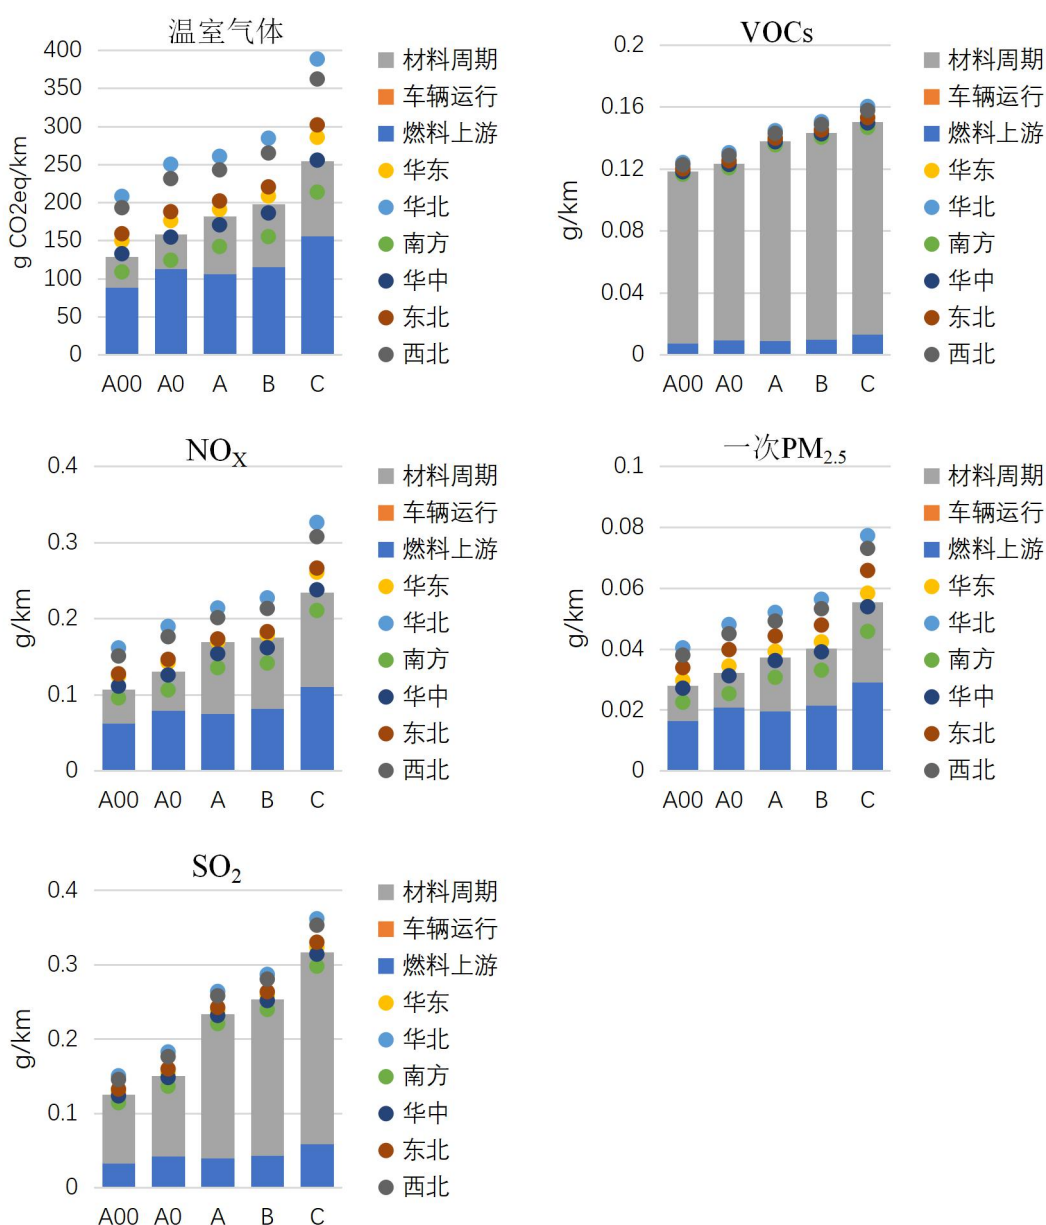 温室气体
g CO2eq/km
400
350
300
250
200
150
100
50
0
A00 A0 A B C
材料周期
车辆运行
燃料上游
华东
华北
南方
华中
东北
西北
VOCs
g/km
0.2
0.16
0.12
0.08
0.04
0
A00 A0 A B C
材料周期
车辆运行
燃料上游
华东
华北
南方
华中
东北
西北
NOX
g/km
0.4
0.3
0.2
0.1
0
A00 A0 A B C
材料周期
车辆运行
燃料上游
华东
华北
南方
华中
东北
西北
一次PM2.5
g/km
0.1
0.08
0.06
0.04
0.02
0
A00 A0 A B C
材料周期
车辆运行
燃料上游
华东
华北
南方
华中
东北
西北
SO2
g/km
0.4
0.3
0.2
0.1
0
A00 A0 A B C
材料周期
车辆运行
燃料上游
华东
华北
南方
华中
东北
西北